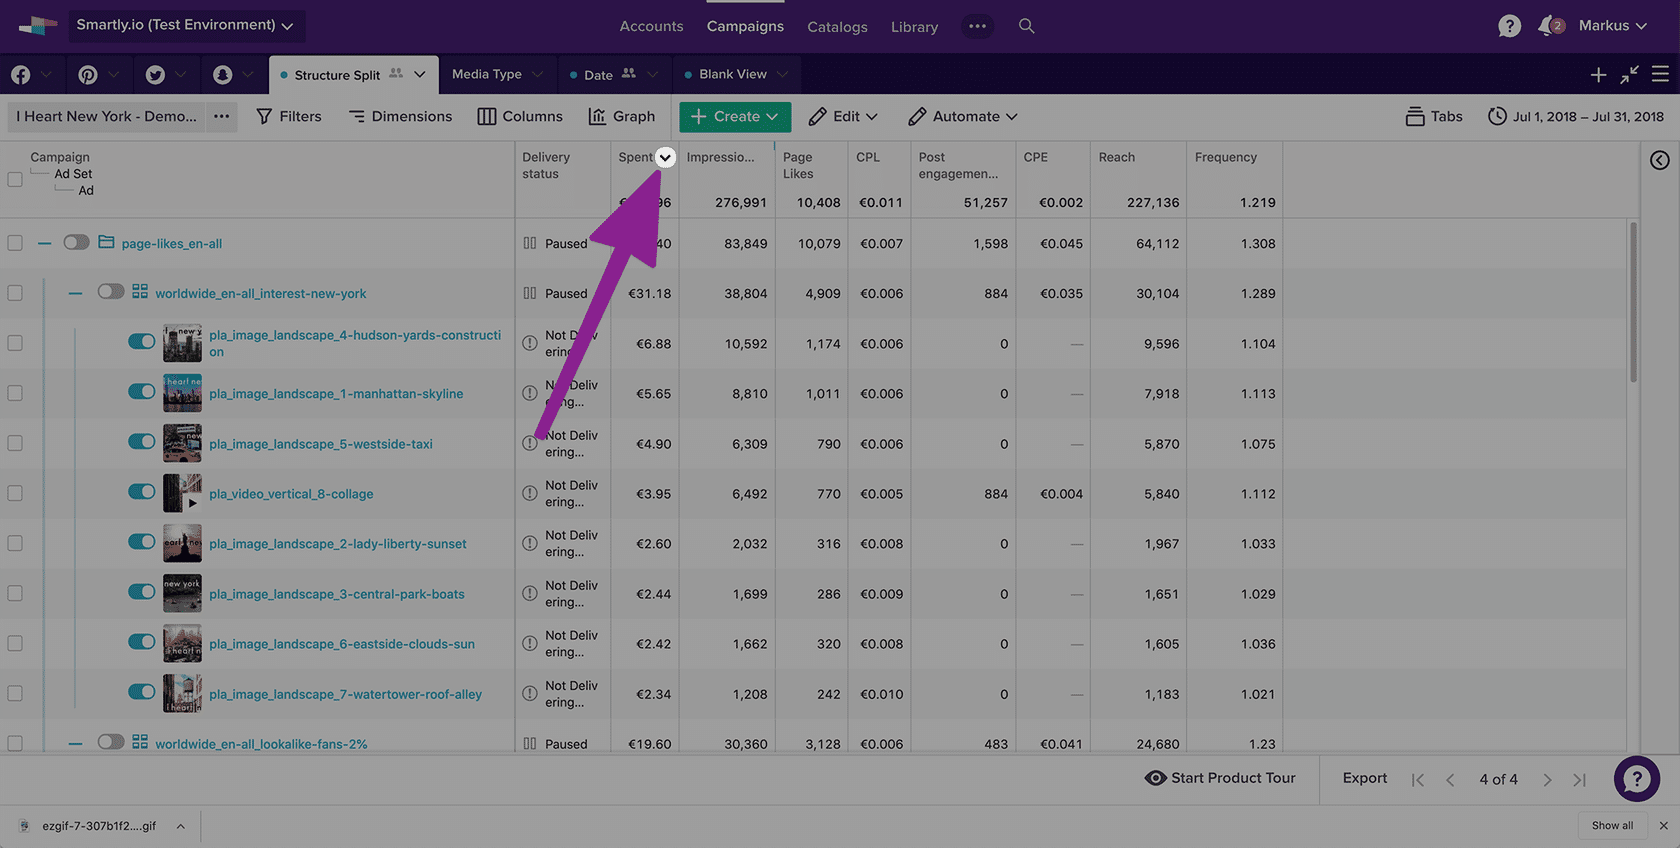 Smartly.io (Test Environment)
Accounts
Campaigns
Catalogs
Library
2
Markus
Structure Split
Media Type
Date
Blank View
I Heart New York - Demo...
Filters
Dimensions
Columns
Graph
Create
Edit
Automate
Tabs
Jul 1, 2018 – Jul 31, 2018
Campaign
Ad Set
Ad
Delivery
status
Spent
Impressio...
Page
Likes
CPL
Post
engagemen...
CPE
Reach
Frequency
276,991 10,408 €0.011 51,257 €0.002 227,136 1.219
page-likes_en-all Paused 83,849 10,079 €0.007 1,598 €0.045 64,112 1.308
worldwide_en-all_interest-new-york Paused €31.18 38,804 4,909 €0.006 884 €0.035 30,104 1.289
pla_image_landscape_4-hudson-yards-constructi
on
Not
€6.88 10,592 1,174 €0.006 0 — 9,596 1.104
pla_image_landscape_1-manhattan-skyline
€5.65 8,810 1,011 €0.006 0 — 7,918 1.113
pla_image_landscape_5-westside-taxi
Not Deliv
ering...
€4.90 6,309 790 €0.006 0 — 5,870 1.075
pla_video_vertical_8-collage
Not Deliv
ering...
€3.95 6,492 770 €0.005 884 €0.004 5,840 1.112
pla_image_landscape_2-lady-liberty-sunset
Not Deliv
ering...
€2.60 2,032 316 €0.008 0 — 1,967 1.033
new york
pla_image_landscape_3-central-park-boats
Not Deliv
ering...
€2.44 1,699 286 €0.009 0 — 1,651 1.029
pla_image_landscape_6-eastside-clouds-sun
Not Deliv
ering...
€2.42 1,662 320 €0.008 0 — 1,605 1.036
pla_image_landscape_7-watertower-roof-alley
Not Deliv
ering...
€2.34 1,208 242 €0.010 0 — 1,183 1.021
worldwide_en-all_lookalike-fans-2% Paused €19.60 30,360 3,128 €0.006 483 €0.041 24,680 1.23
Start Product Tour
Export
4 of 4
ezgif-7-307b1f2....gif
Show all